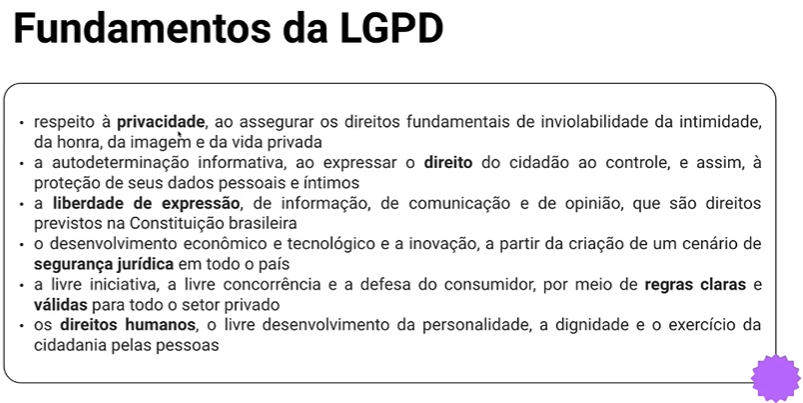 Fundamentos da LGPD
• respeito à privacidade, ao assegurar os direitos fundamentais de inviolabilidade da intimidade,
da honra, da imagem e da vida privada
• a autodeterminação informativa, ao expressar o direito do cidadão ao controle, e assim, à
proteção de seus dados pessoais e íntimos
• a liberdade de expressão, de informação, de comunicação e de opinião, que são direitos
previstos na Constituição brasileira
• o desenvolvimento econômico e tecnológico e a inovação, a partir da criação de um cenário de
segurança jurídica em todo o país
• a livre iniciativa, a livre concorrência e a defesa do consumidor, por meio de regras claras e
válidas para todo o setor privado
• os direitos humanos, o livre desenvolvimento da personalidade, a dignidade e o exercício da
cidadania pelas pessoas